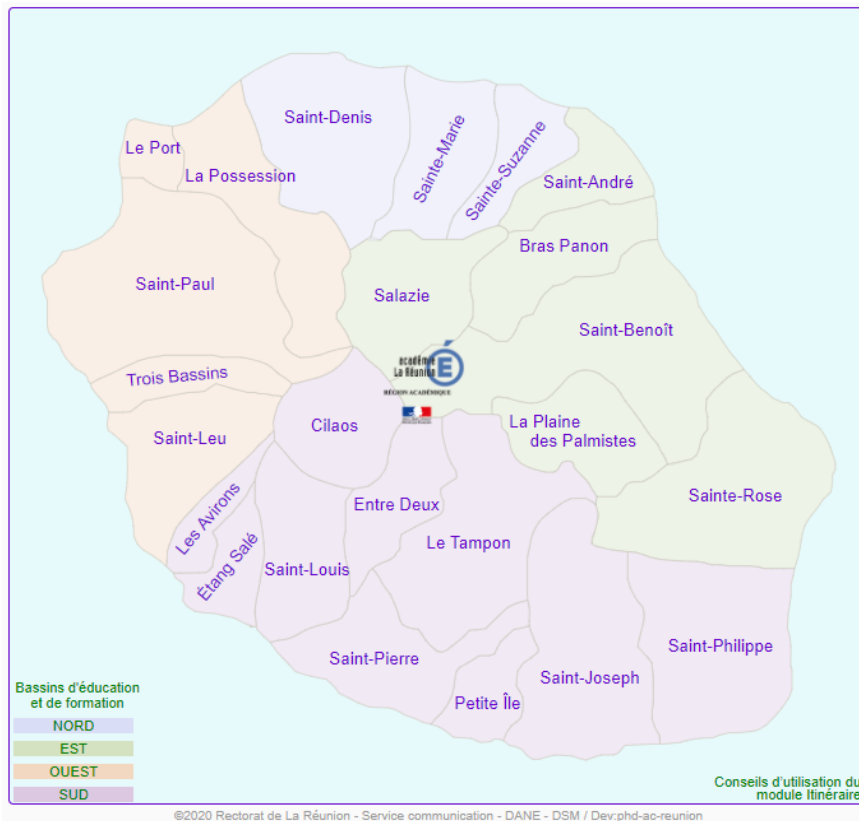 Saint-Denis
Sainte-Marie
Sainte-Suzanne
Le Port
La Possession
Saint-André
Bras Panon
Saint-Paul
Salazie
Saint-Benoît
académie
La Réunion
É
RÉGION ACADÉMIQUE
Trois Bassins
Saint-Leu
Cilaos
La Plaine
des Palmistes
Sainte-Rose
Entre Deux
Les Avirons
Étang Salé
Saint-Louis
Le Tampon
Saint-Pierre
Petite Île
Saint-Joseph
Saint-Philippe
Bassins d'éducation
et de formation
NORD
EST
OUEST
SUD
Conseils d'utilisation du
module Itinéraire
©2020 Rectorat de La Réunion - Service communication - DANE - DSM / Dev:phd-ac-reunion